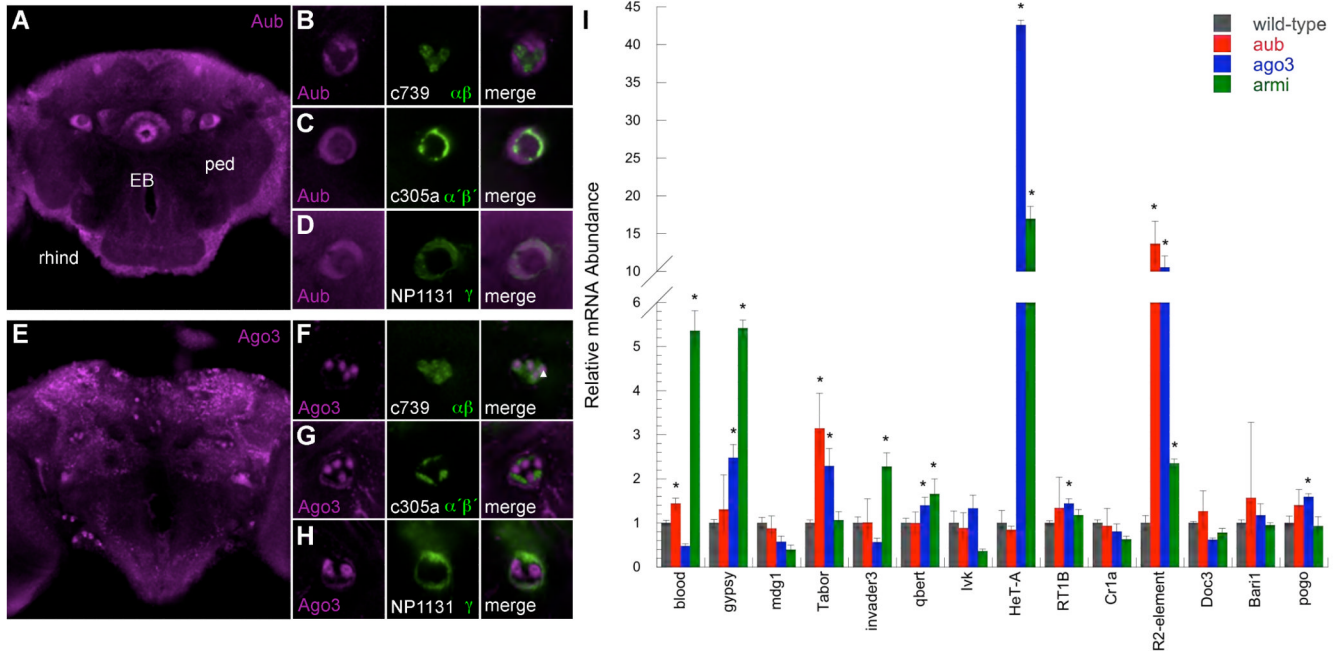 A
Aub
ped
EB
rhind
B
Aub
c739 αβ
merge
C
Aub
c305a α´β´
merge
D
Aub
NP1131 γ
merge
E
Ago3
F
Ago3
c739 αβ
merge
G
Ago3
c305a α´β´
merge
H
Ago3
NP1131 γ
merge
I
Relative mRNA Abundance
45
40
35
30
25
20
15
10
6
5
4
3
2
1
0
wild-type
aub
ago3
armi
* * * * * * * * * * * * * * * * *
blood
gypsy
mdg1
Tabor
invader3
qbert
Ivk
HeT-A
RT1B
Cr1a
R2-element
Doc3
Bari1
pogo